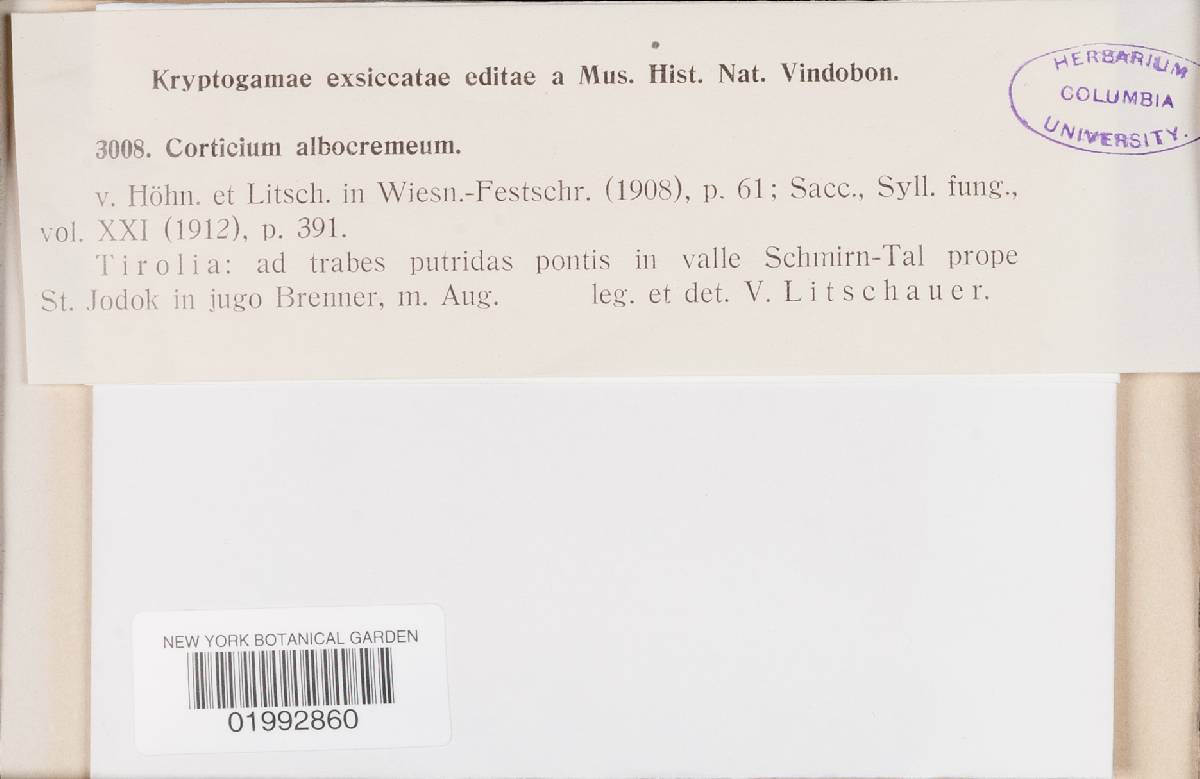 Kryptogamae exsiccatae editae a Mus. Hist. Nat. Vindobon.
HERBARIUM
COLUMBIA
UNIVERSITY.
3008. Corticium albocremeum.
v. Höhn. et Litsch. in Wiesn.-Festschr. (1908), p. 61; Sacc., Syll. fung.,
vol. XXI (1912), p. 391.
Tirolia: ad trabes putridas pontis in valle Schmirn-Tal prope
St. Jodok in jugo Brenner, m. Aug. leg. et det. V. Litschauer.
NEW YORK BOTANICAL GARDEN
01992860